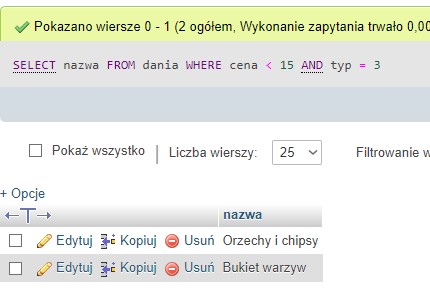 Pokazano wiersze 0 - 1 (2 ogółem, Wykonanie zapytania trwało 0,00
SELECT nazwa FROM dania WHERE cena < 15 AND typ = 3
Pokaż wszystko | Liczba wierszy: 25 Filtrowanie w
+ Opcje
←T→ nazwa
Edytuj Kopiuj Usuń Orzechy i chipsy
Edytuj Kopiuj Usuń Bukiet warzyw